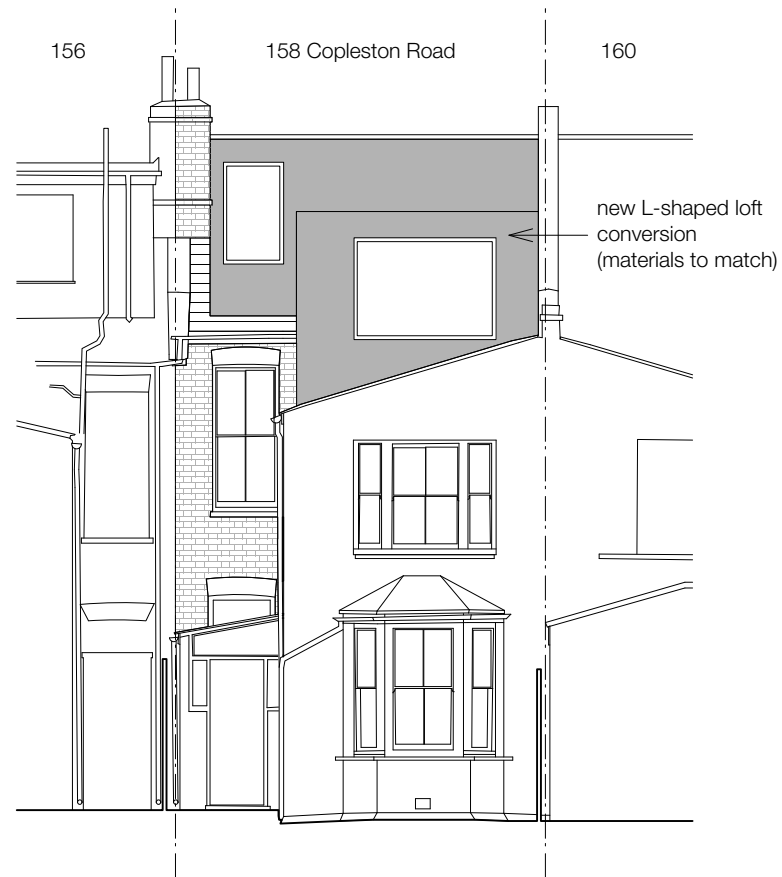 156
158 Copleston Road
160
new L-shaped loft
conversion
(materials to match)